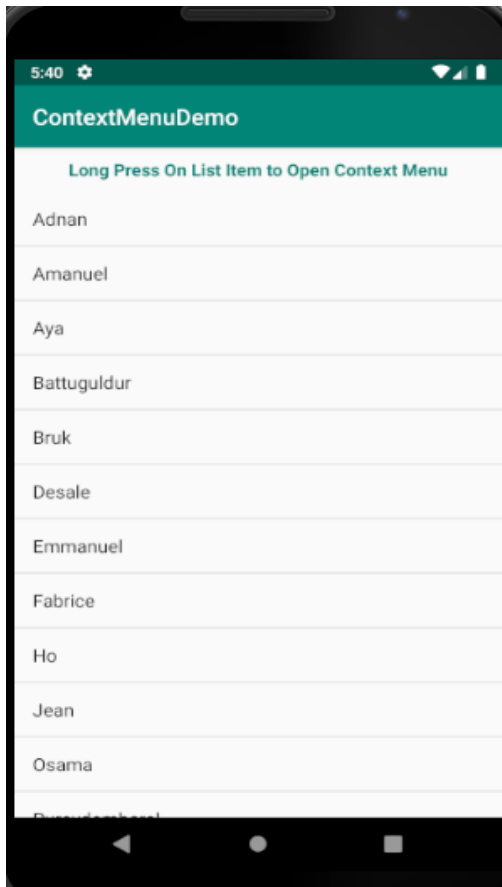 5:40
ContextMenuDemo
Long Press On List Item to Open Context Menu
Adnan
Amanuel
Aya
Battuguldur
Bruk
Desale
Emmanuel
Fabrice
Ho
Jean
Osama